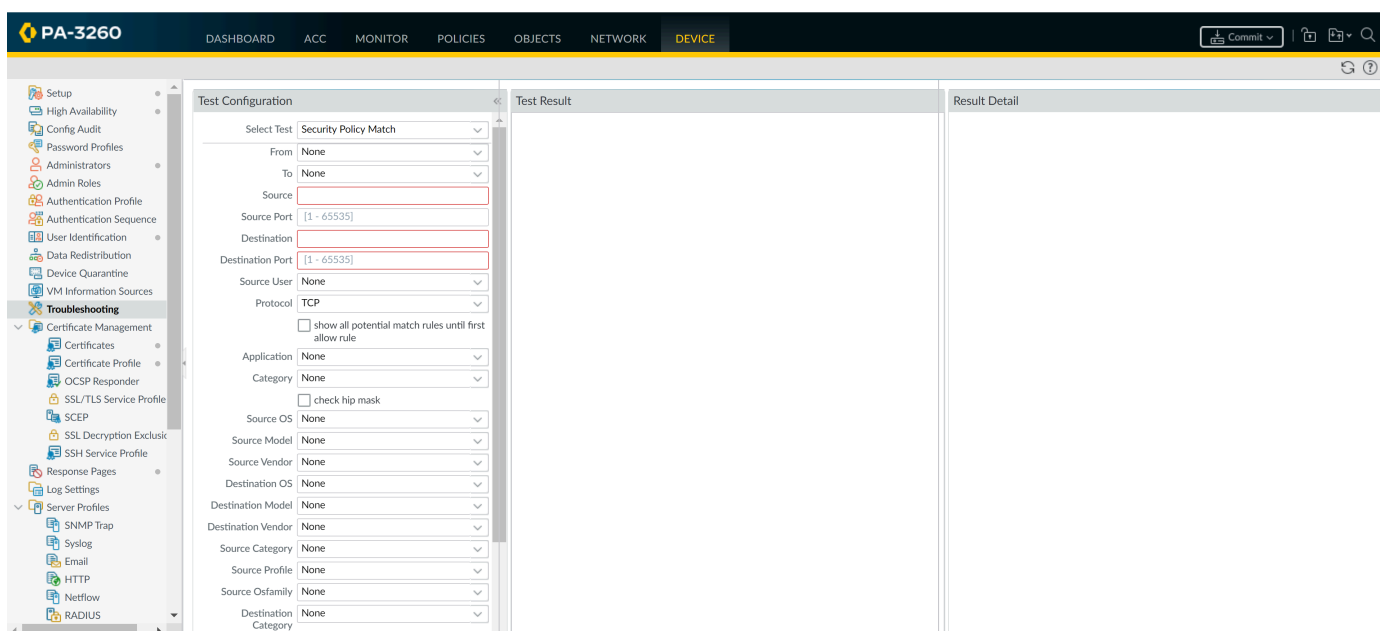 PA-3260
DASHBOARD ACC MONITOR POLICIES OBJECTS NETWORK DEVICE
Commit
Setup
High Availability
Config Audit
Password Profiles
Administrators
Admin Roles
Authentication Profile
Authentication Sequence
User Identification
Data Redistribution
Device Quarantine
VM Information Sources
Troubleshooting
Certificate Management
Certificates
Certificate Profile
OCSP Responder
SSL/TLS Service Profile
SCEP
SSL Decryption Exclusic
SSH Service Profile
Response Pages
Log Settings
Server Profiles
SNMP Trap
Syslog
Email
HTTP
Netflow
RADIUS
Test Configuration
Select Test Security Policy Match
From None
To None
Source
Source Port [1 - 65535]
Destination
Destination Port [1 - 65535]
Source User None
Protocol TCP
show all potential match rules until first
allow rule
Application None
Category None
check hip mask
Source OS None
Source Model None
Source Vendor None
Destination OS None
Destination Model None
Destination Vendor None
Source Category None
Source Profile None
Source Osfamily None
Destination None
Category
Test Result
Result Detail